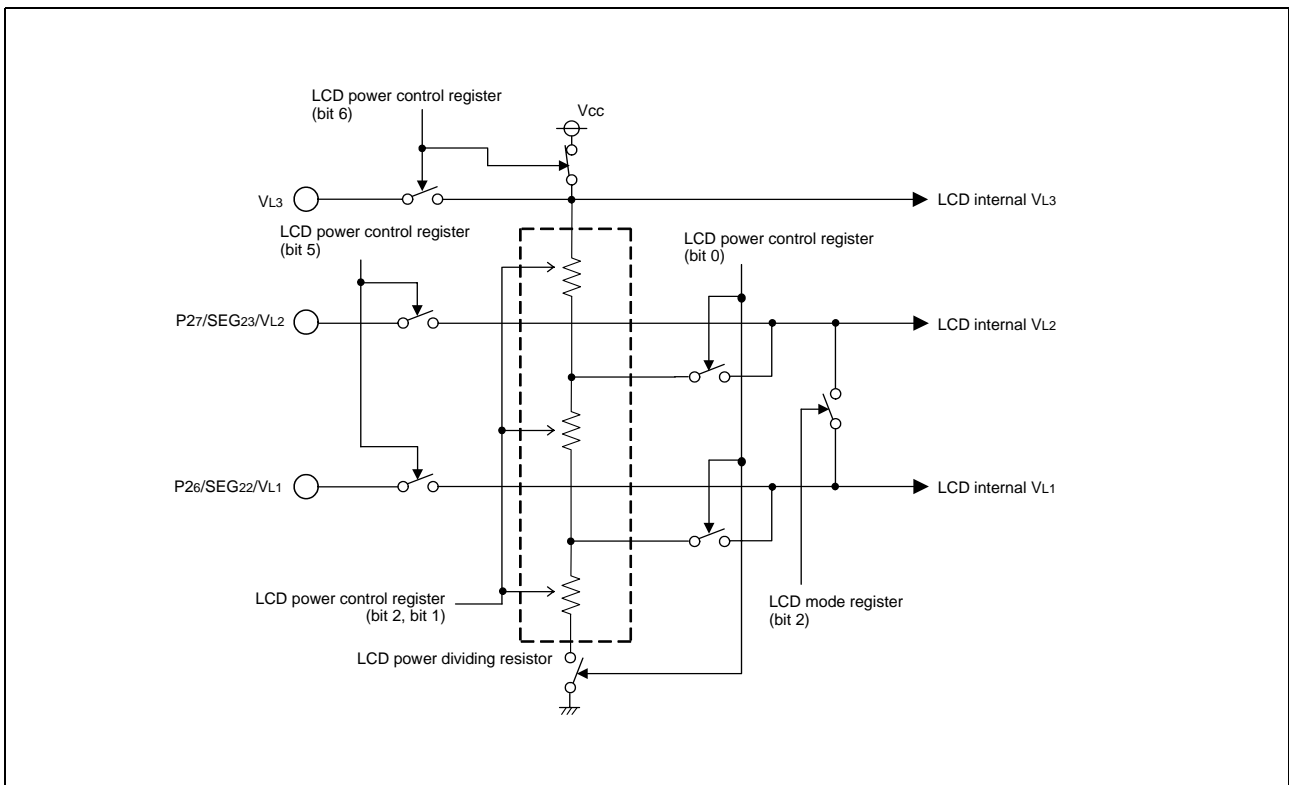 LCD power control register
(bit 6)
Vcc
VL3
LCD internal VL3
LCD power control register
(bit 5)
LCD power control register
(bit 0)
P27/SEG23/VL2
LCD internal VL2
P26/SEG22/VL1
LCD internal VL1
LCD power control register
(bit 2, bit 1)
LCD mode register
(bit 2)
LCD power dividing resistor